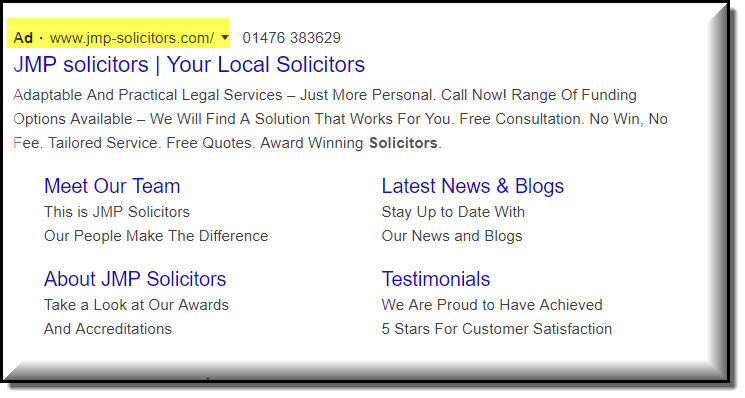 Ad · www.jmp-solicitors.com/ 01476 383629
JMP solicitors | Your Local Solicitors
Adaptable And Practical Legal Services – Just More Personal. Call Now! Range Of Funding
Options Available – We Will Find A Solution That Works For You. Free Consultation. No Win, No
Fee. Tailored Service. Free Quotes. Award Winning Solicitors.
Meet Our Team
This is JMP Solicitors
Our People Make The Difference
Latest News & Blogs
Stay Up to Date With
Our News and Blogs
About JMP Solicitors
Take a Look at Our Awards
And Accreditations
Testimonials
We Are Proud to Have Achieved
5 Stars For Customer Satisfaction